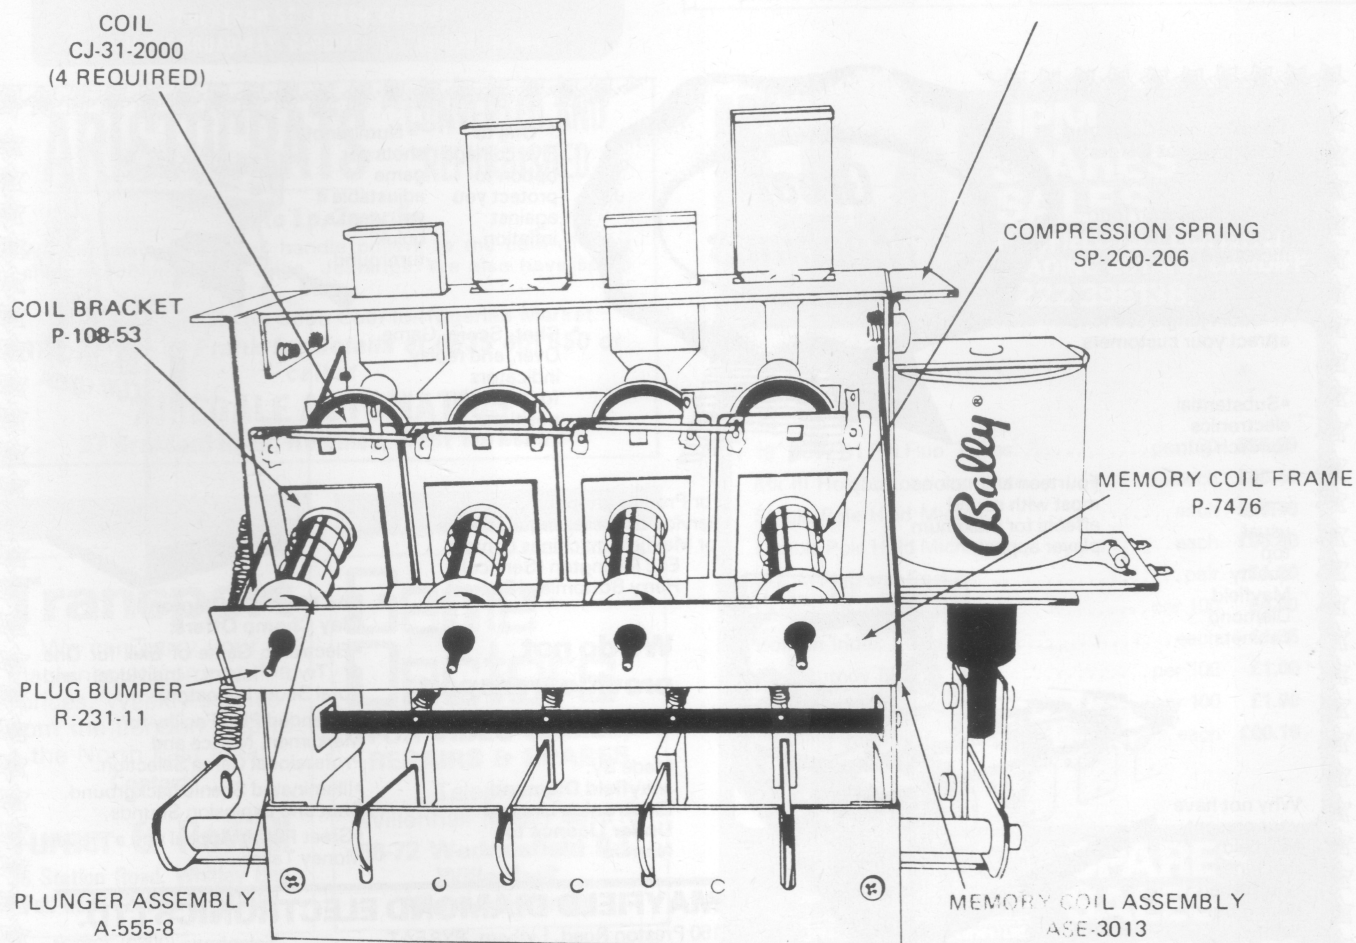 COIL
CJ-31-2000
(4 REQUIRED)
COMPRESSION SPRING
SP-200-206
COIL BRACKET
P-108-53
Bally®
MEMORY COIL FRAME
P-7476
PLUG BUMPER
R-231-11
PLUNGER ASSEMBLY
A-555-8
MEMORY COIL ASSEMBLY
ASE-3013